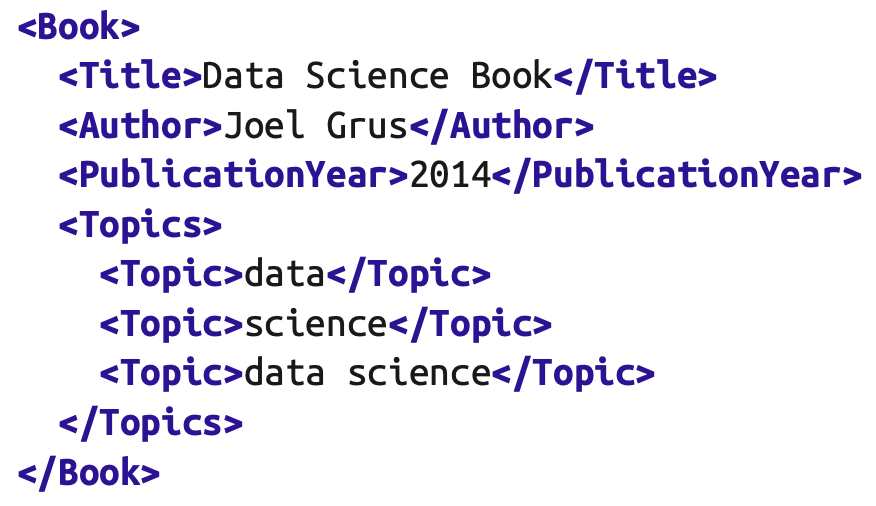 <Book>
  <Title>Data Science Book</Title>
  <Author>Joel Grus</Author>
  <PublicationYear>2014</PublicationYear>
  <Topics>
    <Topic>data</Topic>
    <Topic>science</Topic>
    <Topic>data science</Topic>
  </Topics>
</Book>